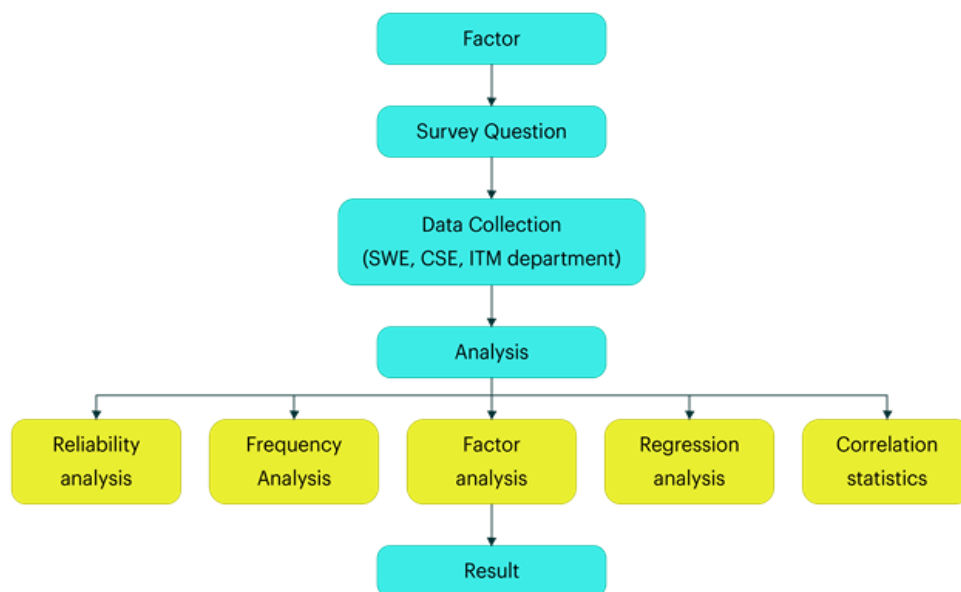 Factor
Survey Question
Data Collection
(SWE, CSE, ITM department)
Analysis
Reliability
analysis
Frequency
Analysis
Factor
analysis
Regression
analysis
Correlation
statistics
Result